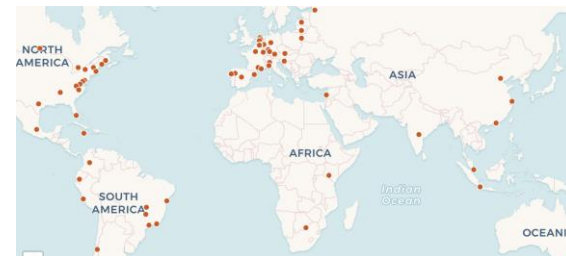 NORTH
AMERICA
ASIA
AFRICA
SOUTH
AMERICA
Indian
Ocean
OCEANI